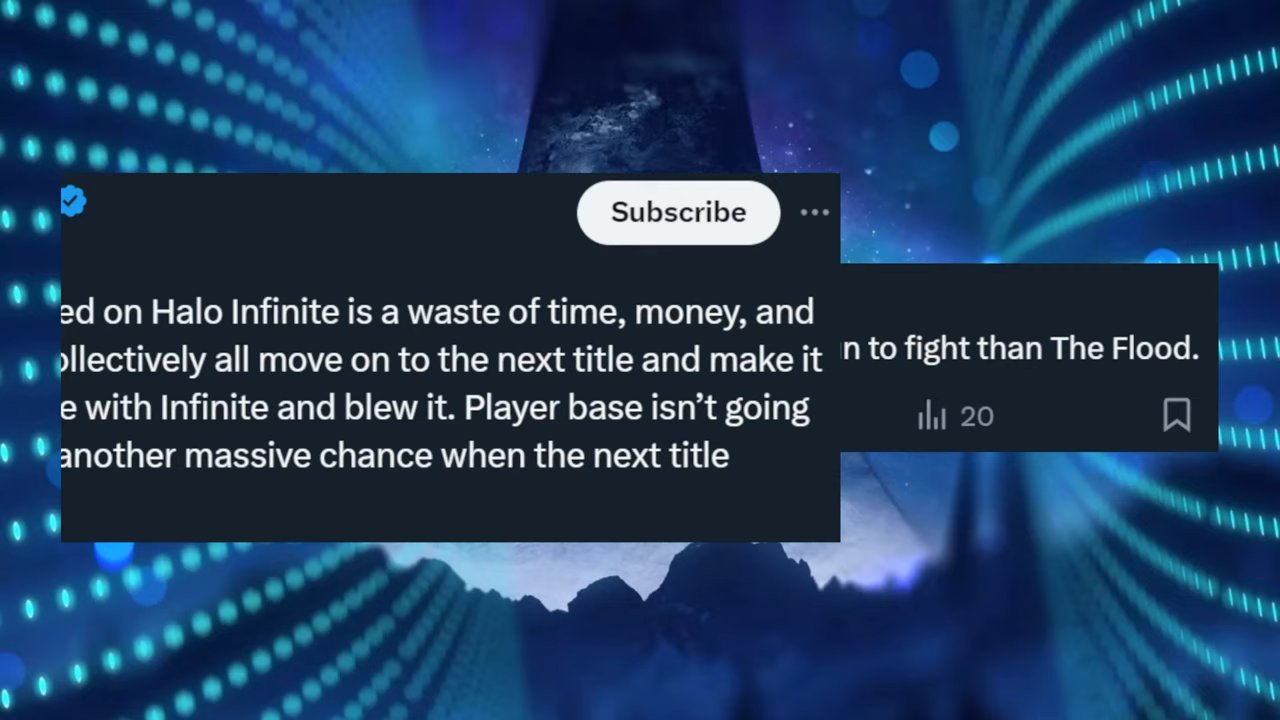 Subscribe
on Halo Infinite is a waste of time, money, and
all move on to the next title and make it
with Infinite and blew it. Player base isn’t going
another massive chance when the next title
to fight than The Flood.
20